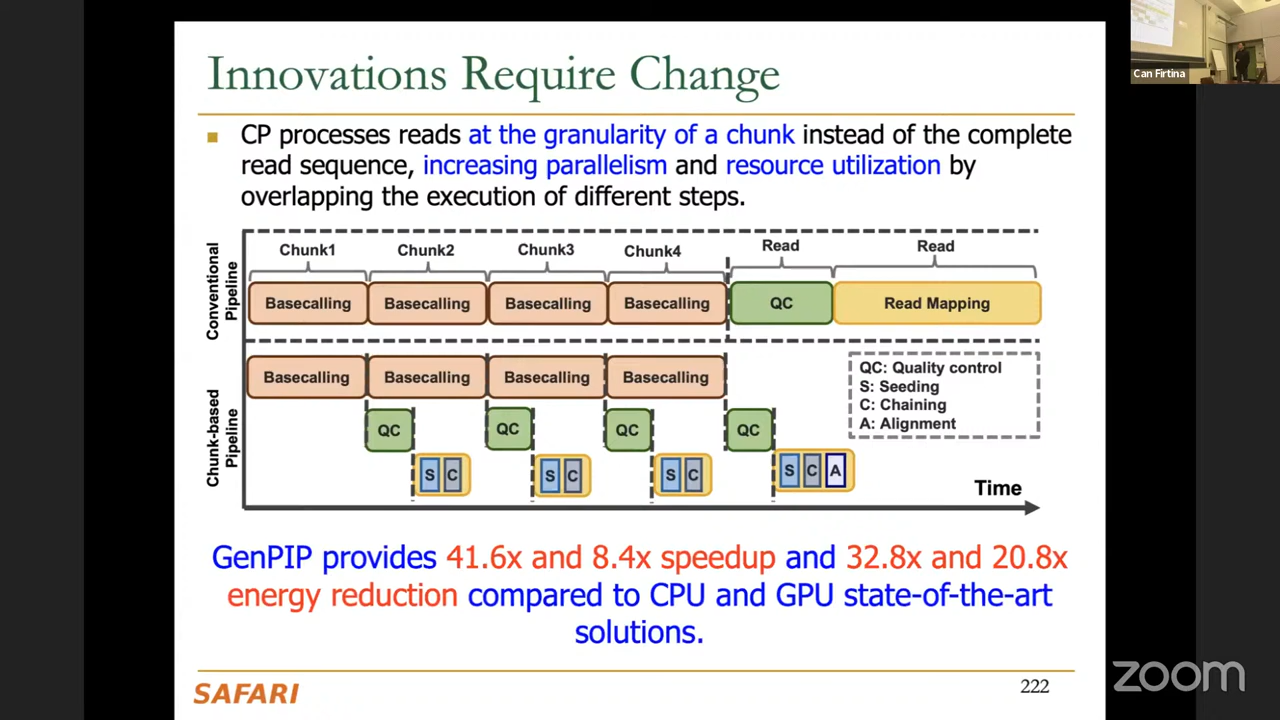 Innovations Require Change
CP processes reads at the granularity of a chunk instead of the complete
read sequence, increasing parallelism and resource utilization by
overlapping the execution of different steps.
Conventional
Pipeline
Chunk1
Chunk2
Chunk3
Chunk4
Read
Read
Basecalling
Basecalling
Basecalling
Basecalling
QC
Read Mapping
Chunk-based
Pipeline
Basecalling
Basecalling
Basecalling
Basecalling
QC
QC
QC
QC
S C
S C
S C
S C A
QC: Quality control
S: Seeding
C: Chaining
A: Alignment
Time
GenPIP provides 41.6x and 8.4x speedup and 32.8x and 20.8x
energy reduction compared to CPU and GPU state-of-the-art
solutions.
SAFARI
222
Can Firtina
zoom